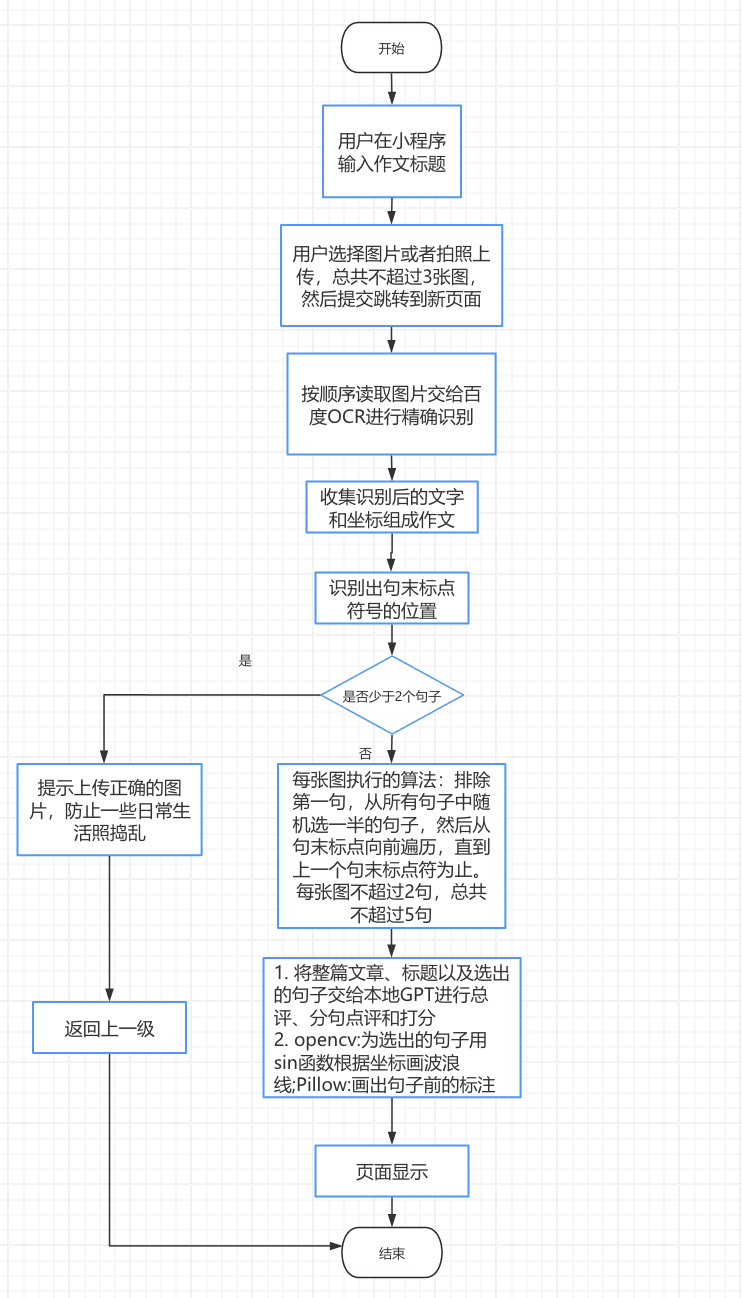 开始
用户在小程序
输入作文标题
用户选择图片或者拍照上
传，总共不超过3张图，
然后提交跳转到新页面
按顺序读取图片交给百
度OCR进行精确识别
收集识别后的文字
和坐标组成作文
识别出句末标点
符号的位置
是
是否少于2个句子
否
提示上传正确的图
片，防止一些日常生
活照捣乱
每张图执行的算法：排除
第一句，从所有句子中随
机选一半的句子，然后从
句末标点向前遍历，直到
上一个句末标点符为止。
每张图不超过2句，总共
不超过5句
1. 将整篇文章、标题以及选出
的句子交给本地GPT进行总
评、分句点评和打分
2. opencv:为选出的句子用
sin函数根据坐标画波浪
线;Pillow:画出句子前的标注
返回上一级
页面显示
结束